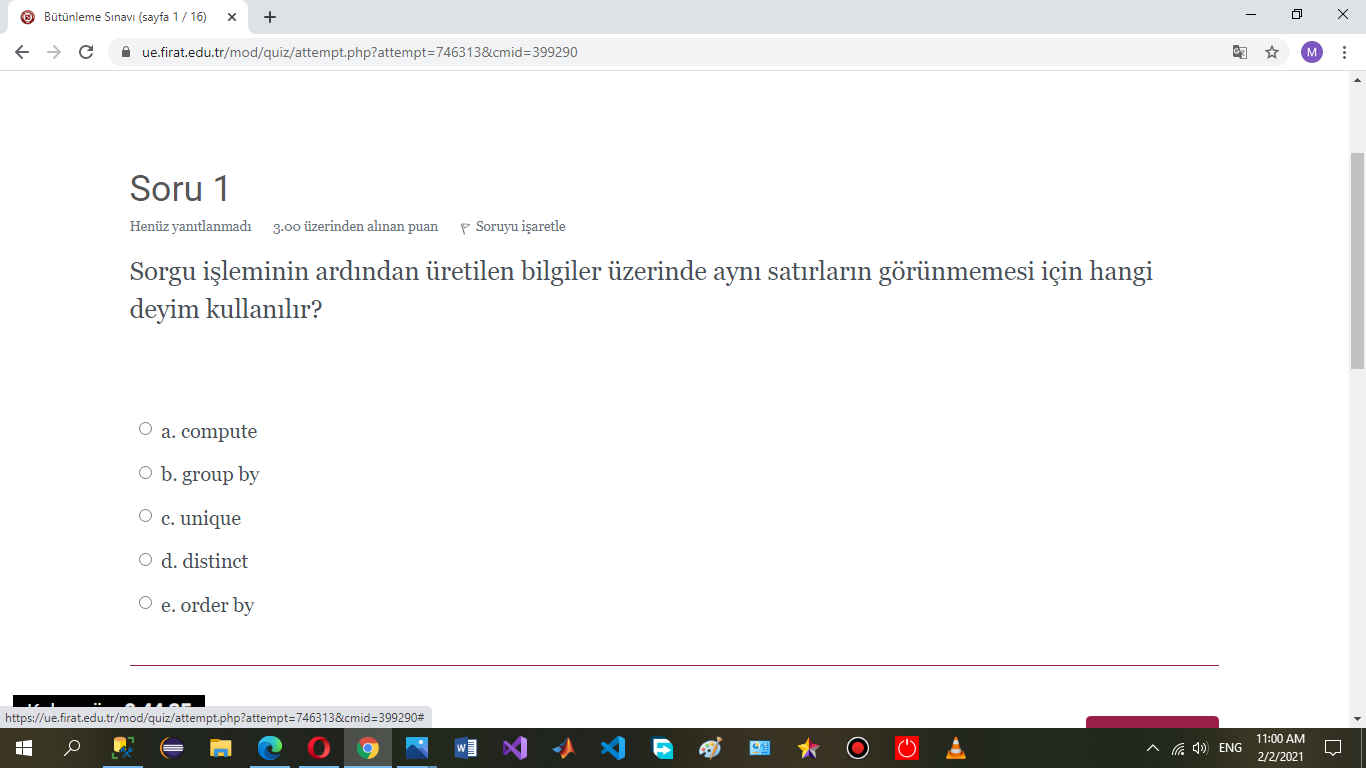 Bütünleme Sınavı (sayfa 1 / 16)
ue.firat.edu.tr/mod/quiz/attempt.php?attempt=746313&cmid=399290
M
Soru 1
Henüz yanıtlanmadı 3.00 üzerinden alınan puan Soruyu işaretle
Sorgu işleminin ardından üretilen bilgiler üzerinde aynı satırların görünmemesi için hangi
deyim kullanılır?
a. compute
b. group by
c. unique
d. distinct
e. order by
https://ue.firat.edu.tr/mod/quiz/attempt.php?attempt=746313&cmid=399290#
ENG
11:00 AM
2/2/2021